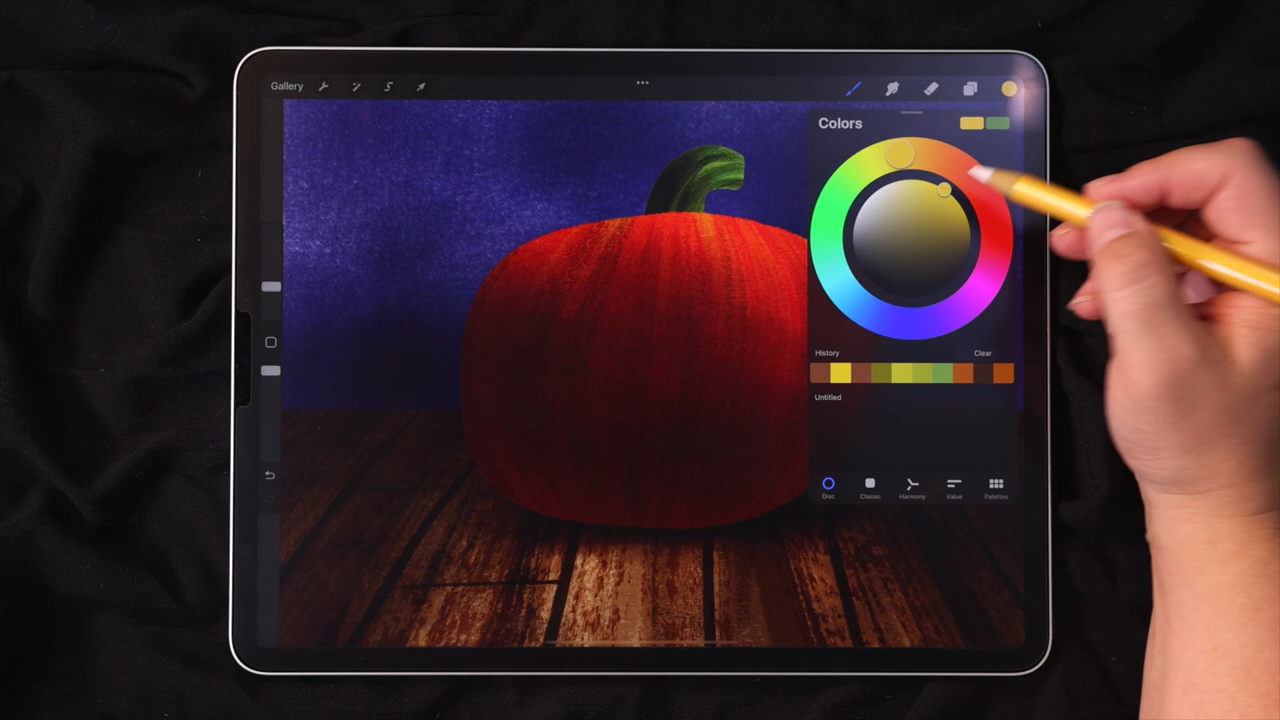 Gallery
Colors
History Clear
Untitled
Disc Classic Harmony Value Palettes